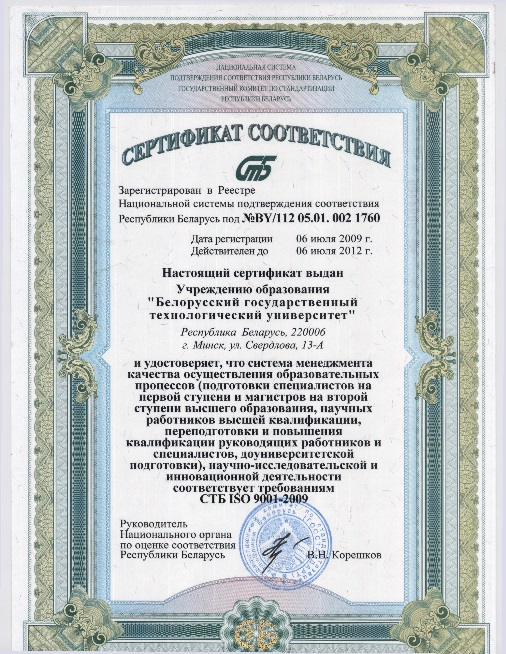 НАЦИОНАЛЬНАЯ СИСТЕМА
ПОДТВЕРЖДЕНИЯ СООТВЕТСТВИЯ РЕСПУБЛИКИ БЕЛАРУСЬ
ГОСУДАРСТВЕННЫЙ КОМИТЕТ ПО СТАНДАРТИЗАЦИИ
РЕСПУБЛИКИ БЕЛАРУСЬ
СЕРТИФИКАТ СООТВЕТСТВИЯ
СТБ
Зарегистрирован в Реестре
Национальной системы подтверждения соответствия
Республики Беларусь под №BY/112 05.01. 002 1760
Дата регистрации 06 июля 2009 г.
Действителен до 06 июля 2012 г.
Настоящий сертификат выдан
Учреждению образования
"Белорусский государственный
технологический университет"
Республика Беларусь, 220006
г. Минск, ул. Свердлова, 13-А
и удостоверяет, что система менеджмента
качества осуществления образовательных
процессов (подготовки специалистов на
первой ступени и магистров на второй
ступени высшего образования, научных
работников высшей квалификации,
переподготовки и повышения
квалификации руководящих работников и
специалистов, доуниверситетской
подготовки), научно-исследовательской и
инновационной деятельности
соответствует требованиям
СТБ ISO 9001-2009
Руководитель
Национального органа
по оценке соответствия
Республики Беларусь В.Н. Корешков